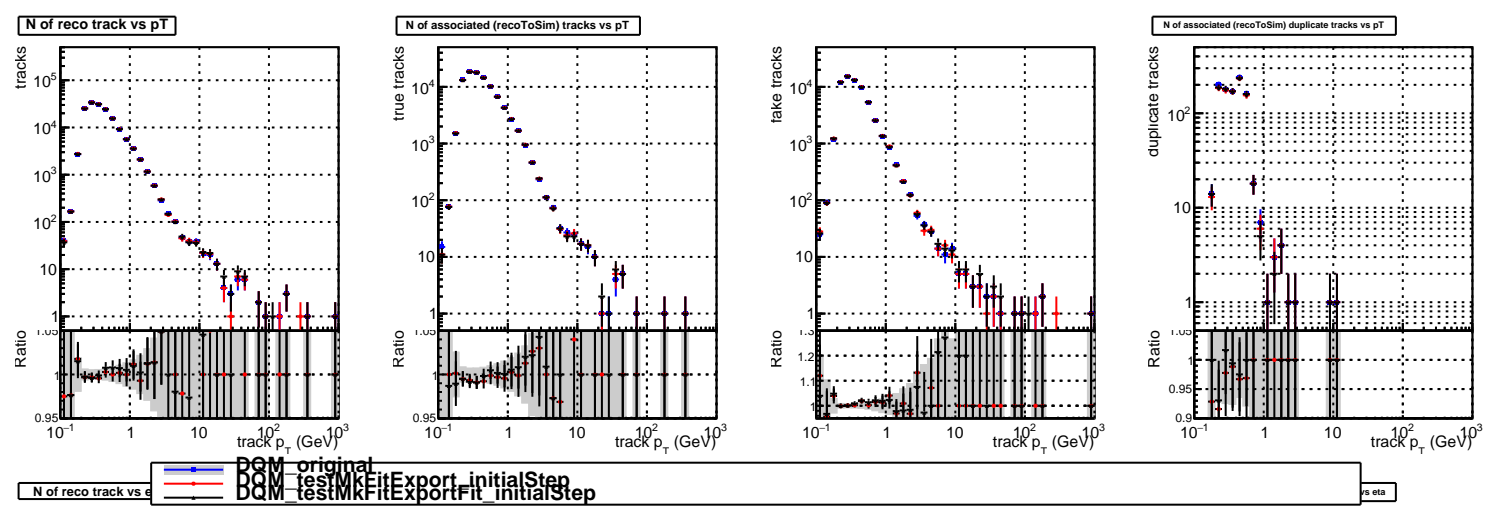 N of reco track vs pT
N of associated (recoToSim) tracks vs pT
N of associated (recoToSim) duplicate tracks vs pT
tracks
10^5
10^4
10^3
10^2
10
1
Ratio
1.05
1
0.95
10^-1 1 10 10^2 10^3
track p_T (GeV)
true tracks
10^4
10^3
10^2
10
1
Ratio
1.05
1
0.95
10^-1 1 10 10^2 10^3
track p_T (GeV)
fake tracks
10^4
10^3
10^2
10
1
Ratio
1.3
1.2
1.1
1
10^-1 1 10 10^2 10^3
track p_T (GeV)
duplicate tracks
10^2
10
1
Ratio
1.05
1
0.95
0.9
10^-1 1 10 10^2 10^3
track p_T (GeV)
DQM_original
DQM_testMkFitExport_initialStep
DQM_testMkFitExportFit_initialStep
N of reco track vs e
vs eta